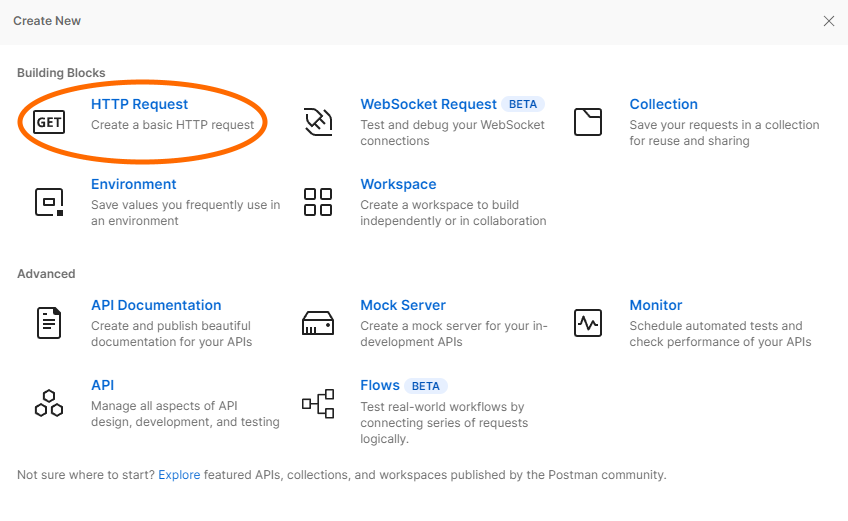 Create New
Building Blocks
GET
HTTP Request
Create a basic HTTP request
WebSocket Request BETA
Test and debug your WebSocket
connections
Collection
Save your requests in a collection
for reuse and sharing
Environment
Save values you frequently use in
an environment
Workspace
Create a workspace to build
independently or in collaboration
Advanced
API Documentation
Create and publish beautiful
documentation for your APIs
Mock Server
Create a mock server for your in-
development APIs
Monitor
Schedule automated tests and
check performance of your APIs
API
Manage all aspects of API
design, development, and testing
Flows BETA
Test real-world workflows by
connecting series of requests
logically.
Not sure where to start? Explore featured APIs, collections, and workspaces published by the Postman community.